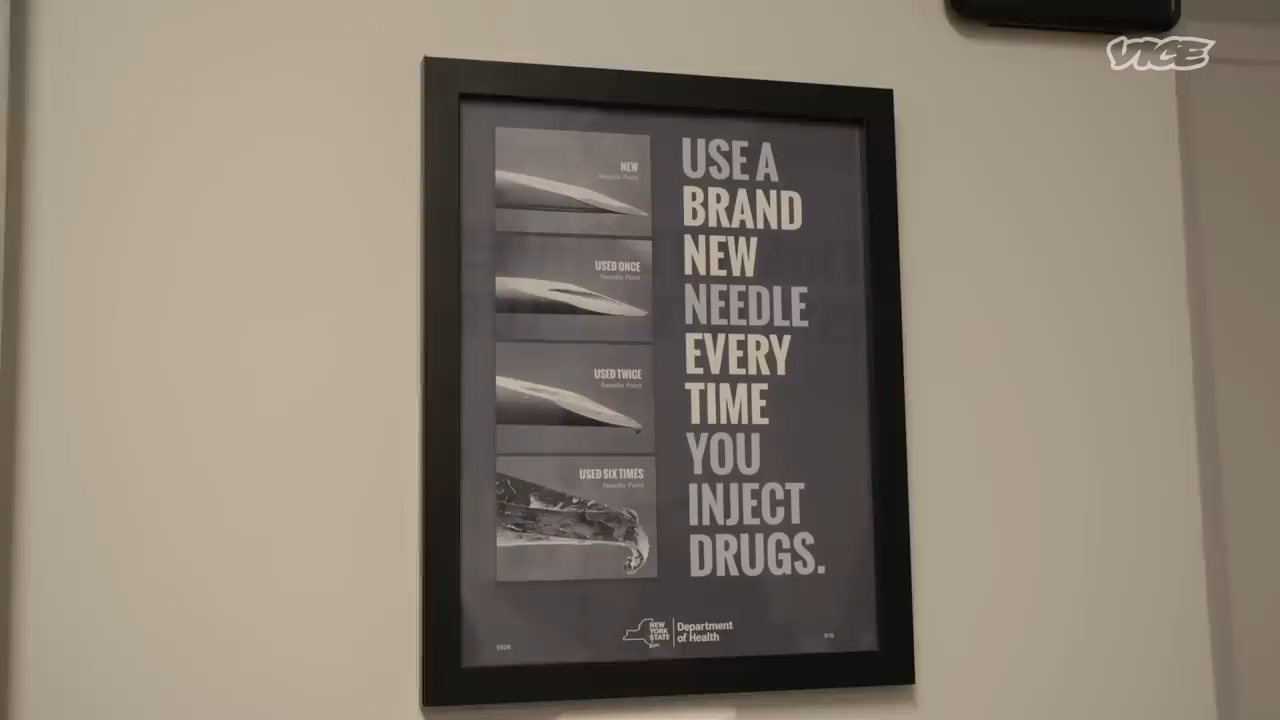 VICE
NEW
Needle Point
USED ONCE
Needle Point
USED TWICE
Needle Point
USED SIX TIMES
Needle Point
USE A
BRAND
NEW
NEEDLE
EVERY
TIME
YOU
INJECT
DRUGS.
NEW
YORK
STATE
Department
of Health
9606